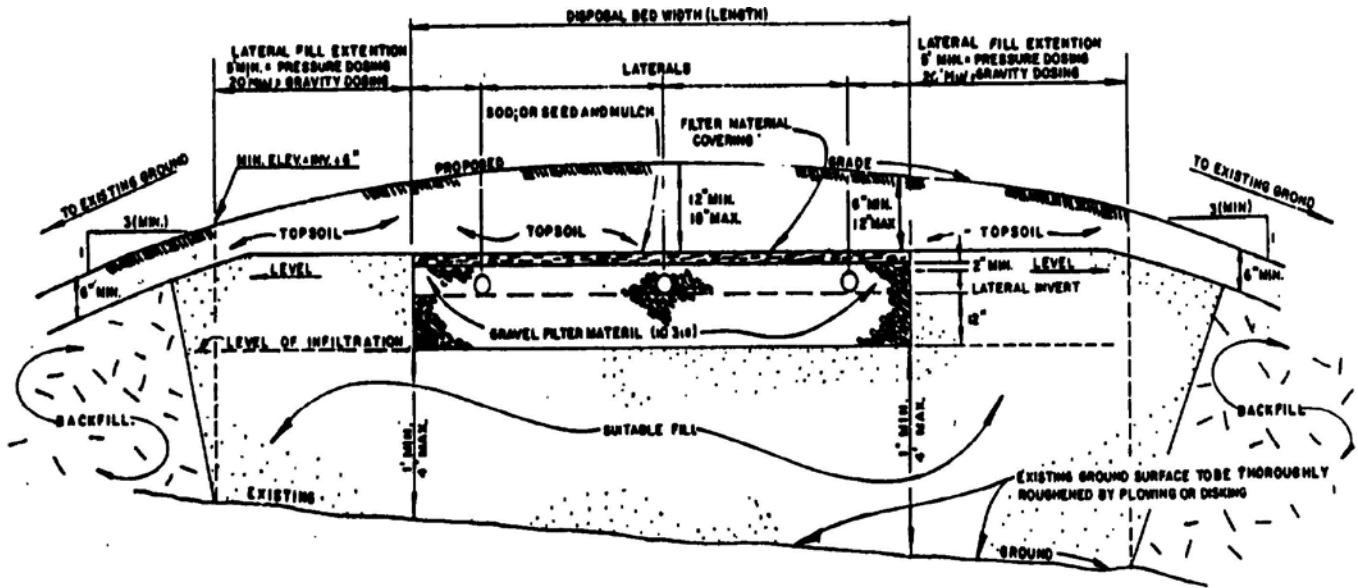 DISPOSAL BED WIDTH (LENGTH)
LATERAL FILL EXTENTION
5' MIN. = PRESSURE DOSING
20' MIN. = GRAVITY DOSING
LATERALS
LATERAL FILL EXTENTION
5' MIN. = PRESSURE DOSING
MIN. = GRAVITY DOSING
SOD; OR SEED AND MULCH
FILTER MATERIAL
COVERING
MIN. ELEV. = INV. + 6"
PROPOSED
GRADE
TO EXISTING GROUND
TO EXISTING GROND
3 (MIN.)
1
12" MIN.
18" MAX.
6" MIN.
12" MAX
3 (MIN)
1
TOPSOIL
TOPSOIL
TOPSOIL
TOPSOIL
6" MIN.
LEVEL
2" MIN.
LEVEL
6" MIN.
LATERAL INVERT
12"
GRAVEL FILTER MATERIL
LEVEL OF INFILTRATION
BACKFILL.
SUITABLE FILL
BACKFILL
1' MIN.
4' MAX.
1' MIN
4' MAX.
EXISTING GROUND SURFACE TO BE THOROUGHLY
ROUGHENED BY PLOWING OR DISKING
EXISTING
GROUND